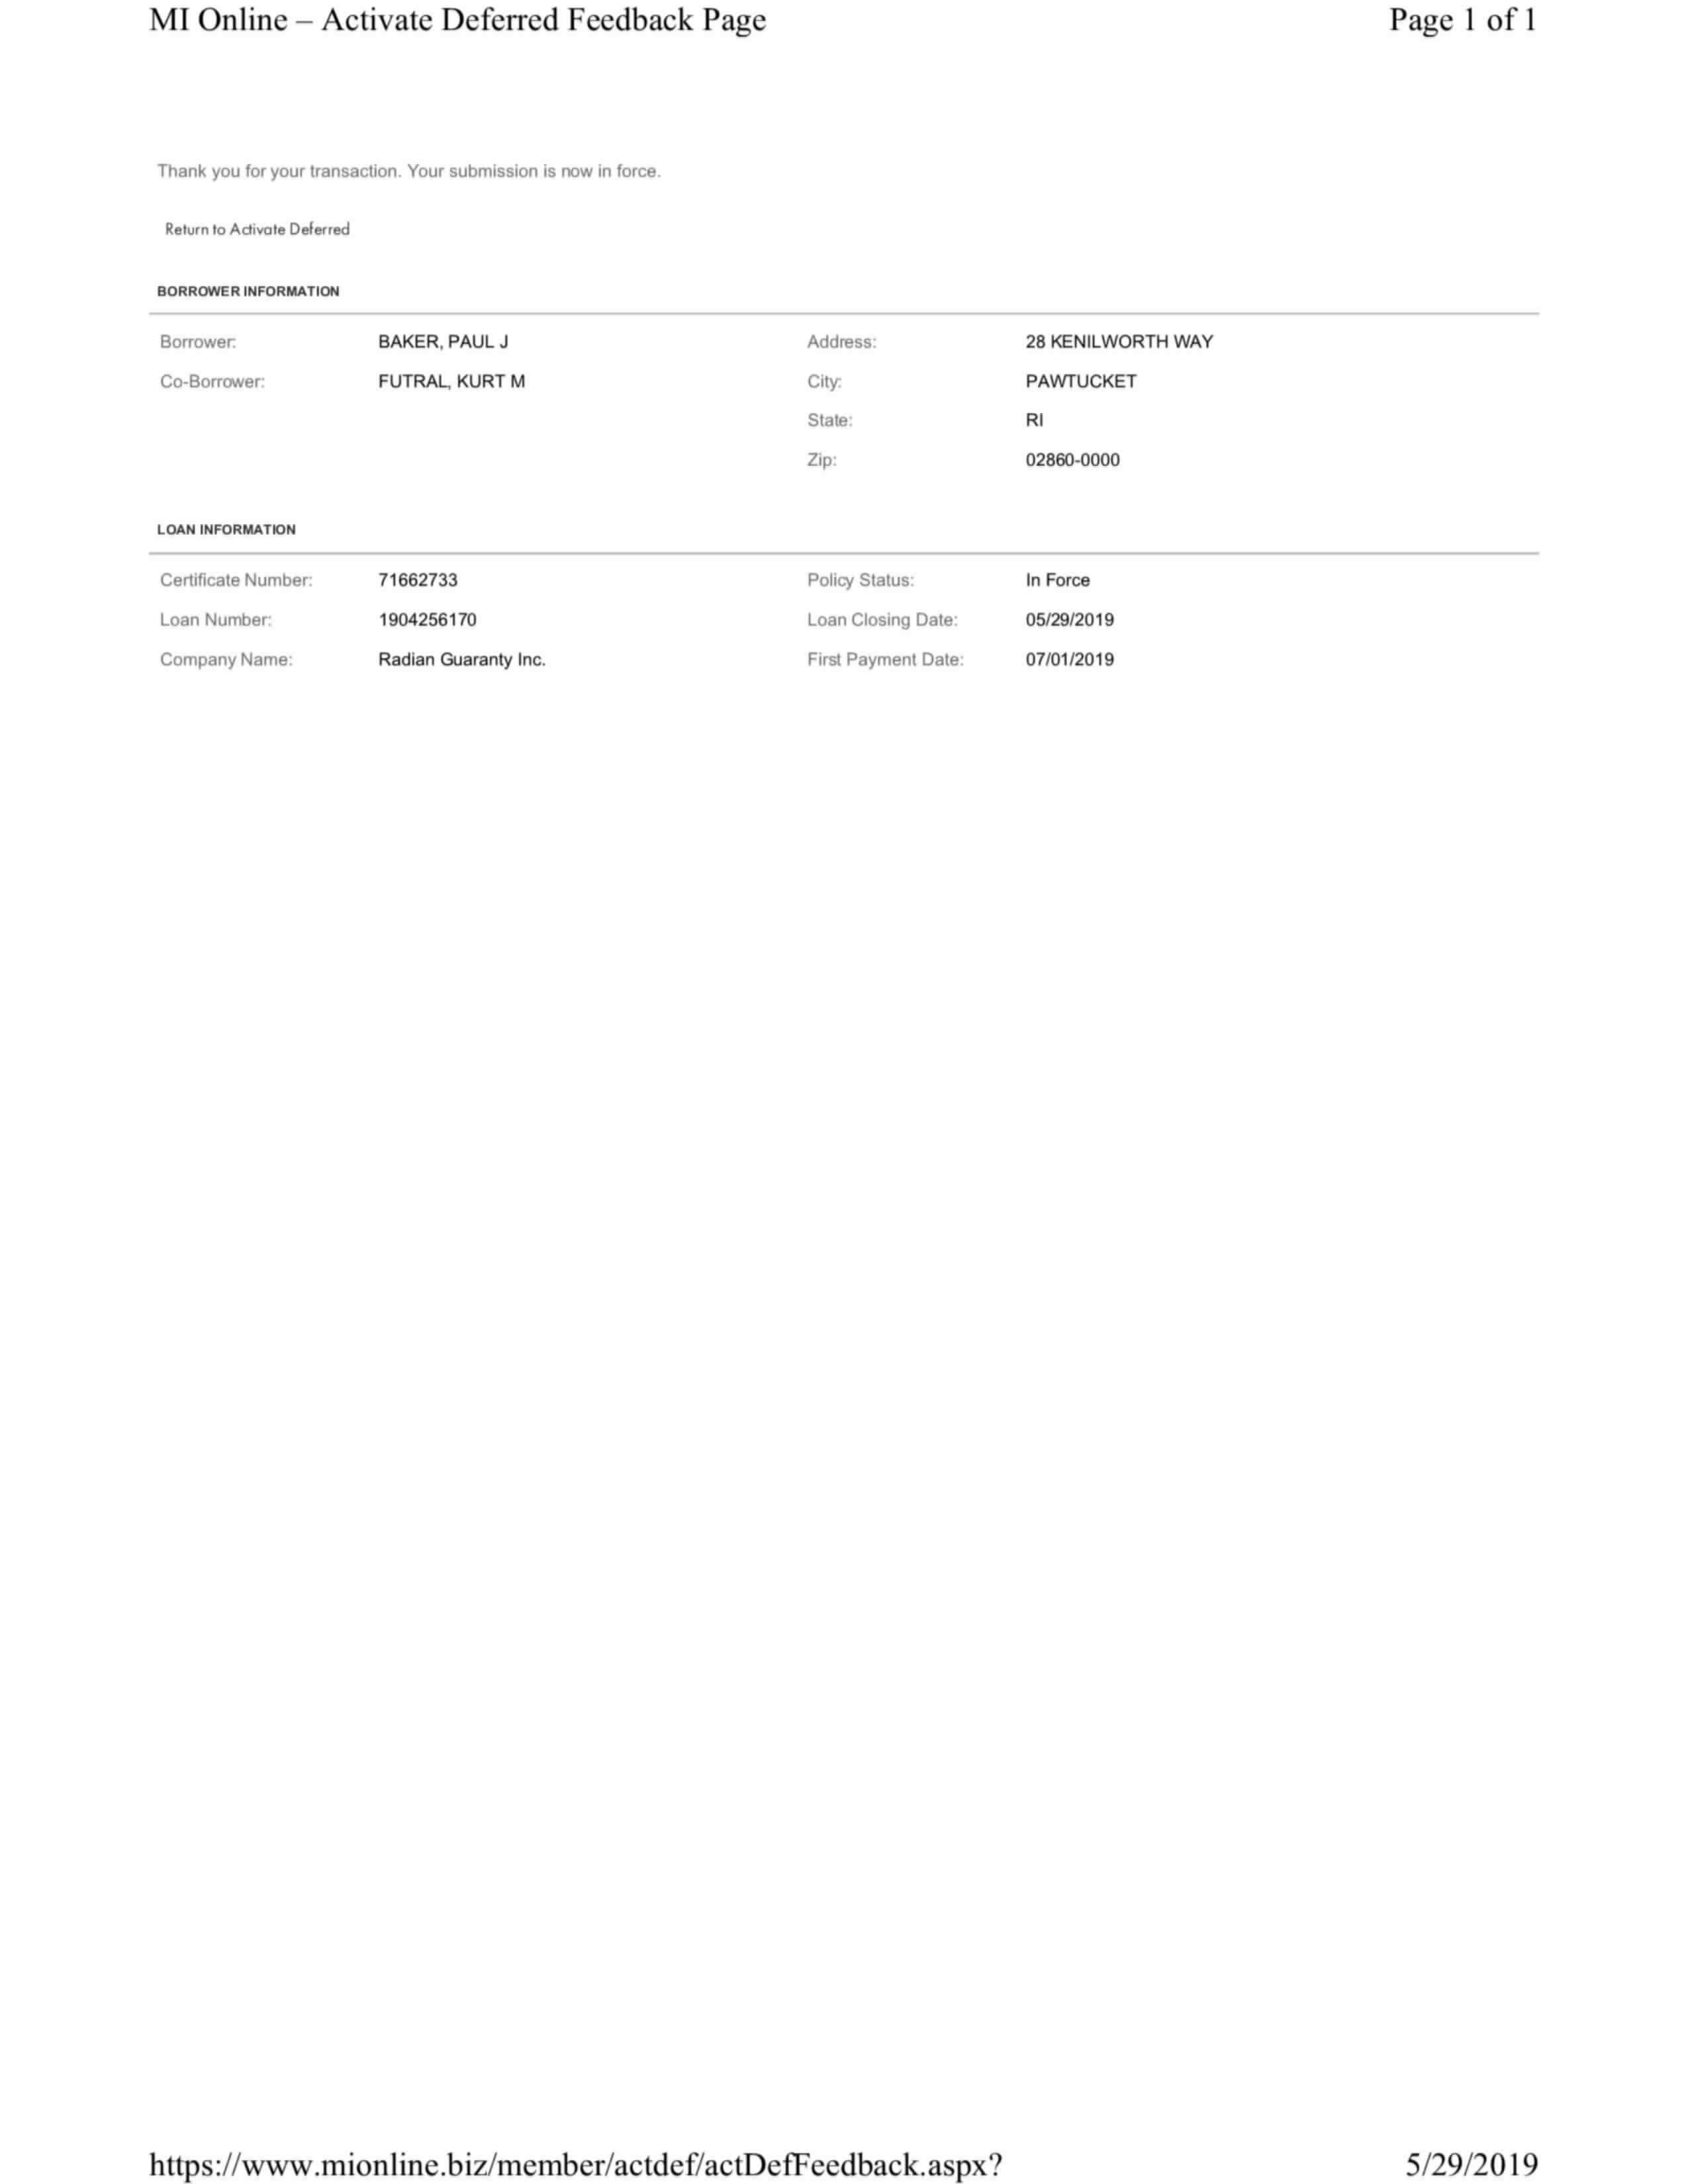 MI Online – Activate Deferred Feedback Page Page 1 of 1
Thank you for your transaction. Your submission is now in force.
Return to Activate Deferred
BORROWER INFORMATION
Borrower: BAKER, PAUL J Address: 28 KENILWORTH WAY
Co-Borrower: FUTRAL, KURT M City: PAWTUCKET
State: RI
Zip: 02860-0000
LOAN INFORMATION
Certificate Number: 71662733 Policy Status: In Force
Loan Number: 1904256170 Loan Closing Date: 05/29/2019
Company Name: Radian Guaranty Inc. First Payment Date: 07/01/2019
https://www.mionline.biz/member/actdef/actDefFeedback.aspx? 5/29/2019